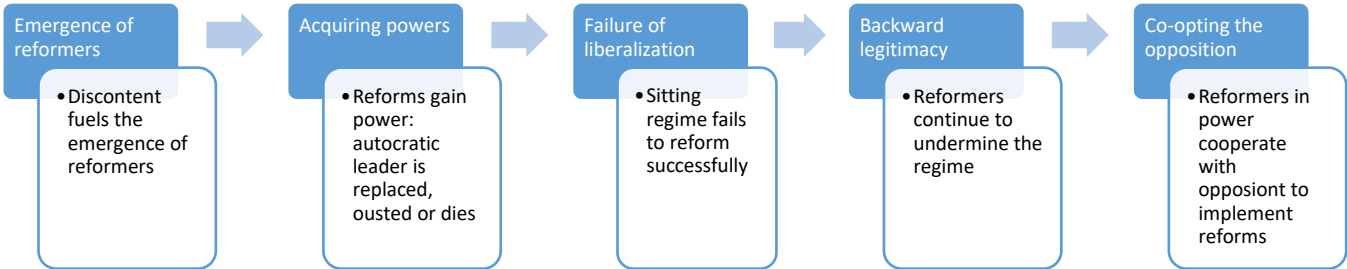 Emergence of
reformers
•Discontent
fuels the
emergence of
reformers
Acquiring powers
•Reforms gain
power:
autocratic
leader is
replaced,
ousted or dies
Failure of
liberalization
•Sitting
regime fails
to reform
successfully
Backward
legitimacy
•Reformers
continue to
undermine the
regime
Co-opting the
opposition
•Reformers in
power
cooperate
with
opposiont to
implement
reforms